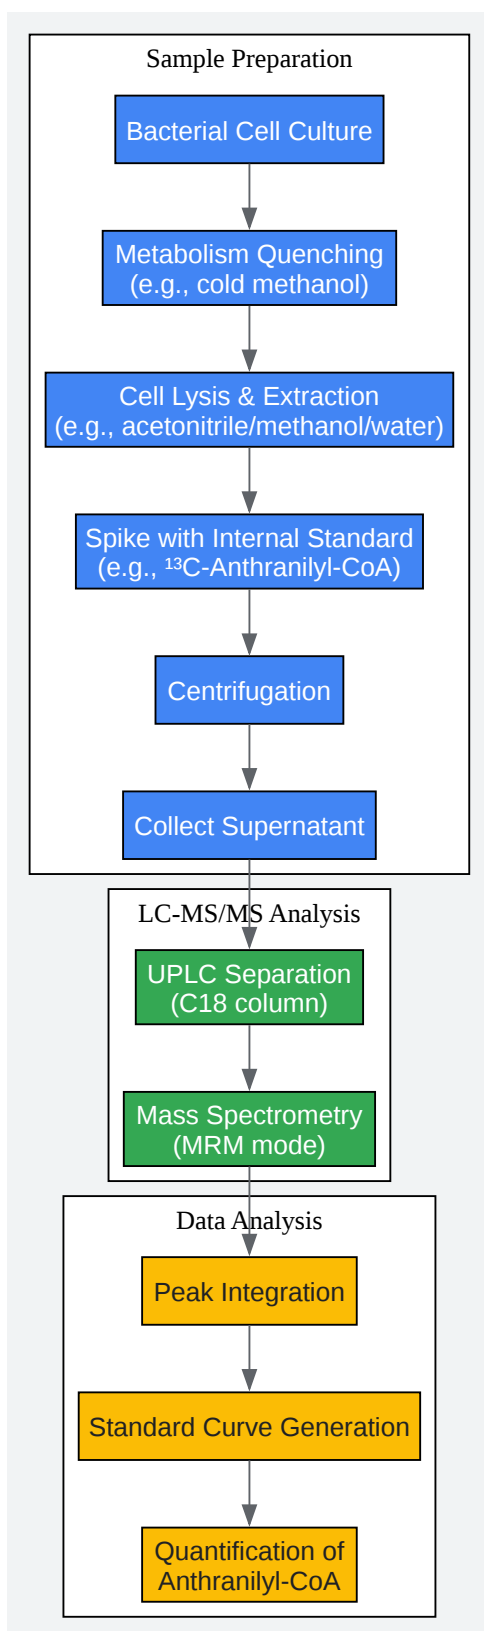 Sample Preparation
Bacterial Cell Culture
Metabolism Quenching
(e.g., cold methanol)
Cell Lysis & Extraction
(e.g., acetonitrile/methanol/water)
Spike with Internal Standard
(e.g., ¹³C-Anthranilyl-CoA)
Centrifugation
Collect Supernatant
LC-MS/MS Analysis
UPLC Separation
(C18 column)
Mass Spectrometry
(MRM mode)
Data Analysis
Peak Integration
Standard Curve Generation
Quantification of
Anthranilyl-CoA